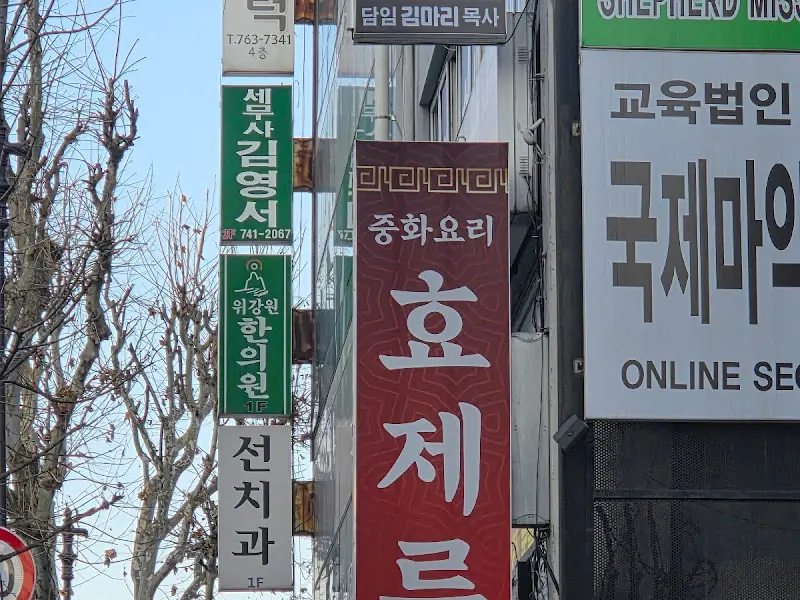 T.763-7341
4층
세무사
김영서
3F 741-2067
위강원
한의원
1F
선치과
1F
담임 김마리 목사
중화요리
효제
SHEPHERD
교육법인
국제마
ONLINE